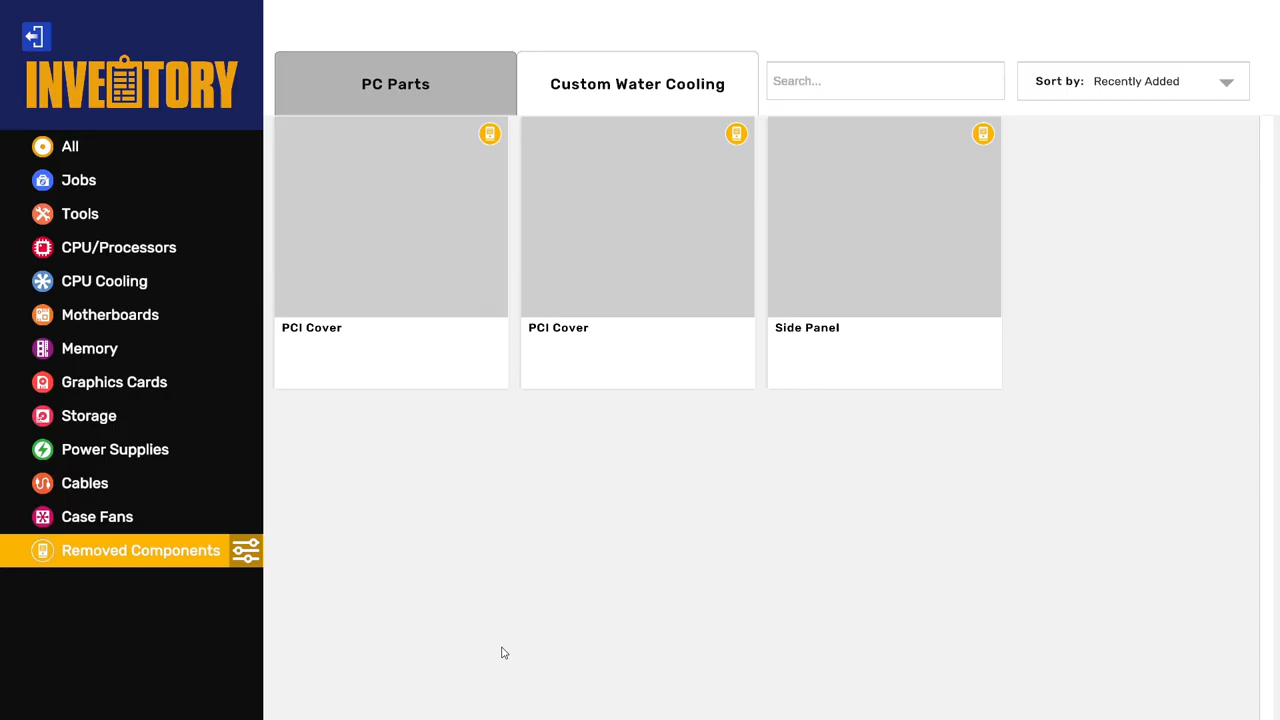 INVENTORY
PC Parts
Custom Water Cooling
Search...
Sort by: Recently Added
All
Jobs
Tools
CPU/Processors
CPU Cooling
Motherboards
Memory
Graphics Cards
Storage
Power Supplies
Cables
Case Fans
Removed Components
PCI Cover
PCI Cover
Side Panel